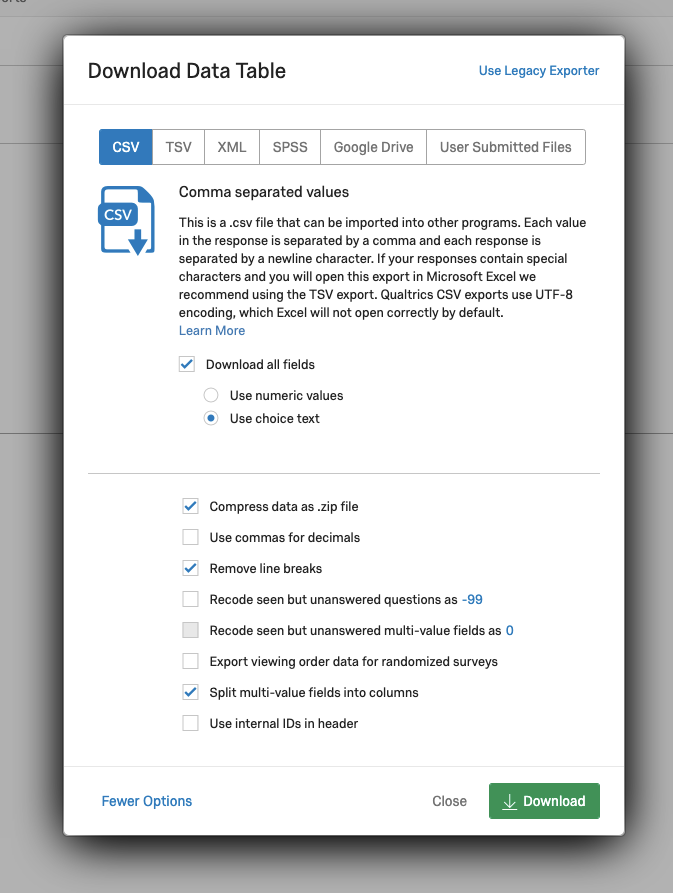 Download Data Table
Use Legacy Exporter
CSV
TSV
XML
SPSS
Google Drive
User Submitted Files
CSV
Comma separated values
This is a .csv file that can be imported into other programs. Each value
in the response is separated by a comma and each response is
separated by a newline character. If your responses contain special
characters and you will open this export in Microsoft Excel we
recommend using the TSV export. Qualtrics CSV exports use UTF-8
encoding, which Excel will not open correctly by default.
Learn More
Download all fields
Use numeric values
Use choice text
Compress data as .zip file
Use commas for decimals
Remove line breaks
Recode seen but unanswered questions as -99
Recode seen but unanswered multi-value fields as 0
Export viewing order data for randomized surveys
Split multi-value fields into columns
Use internal IDs in header
Fewer Options
Close
Download